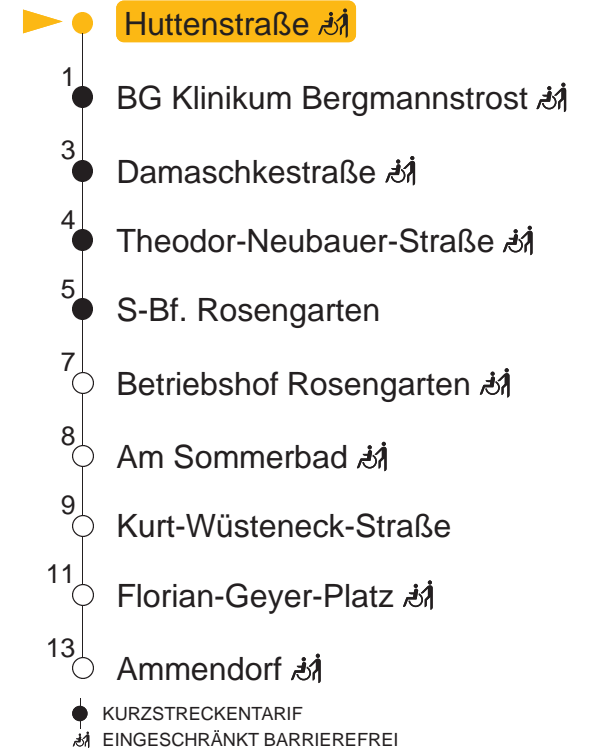 Huttenstraße
1
BG Klinikum Bergmannstrost
3
Damaschkestraße
4
Theodor-Neubauer-Straße
5
S-Bf. Rosengarten
7
Betriebshof Rosengarten
8
Am Sommerbad
9
Kurt-Wüsteneck-Straße
11
Florian-Geyer-Platz
13
Ammendorf
KURZSTRECKENTARIF
EINGESCHRÄNKT BARRIEREFREI